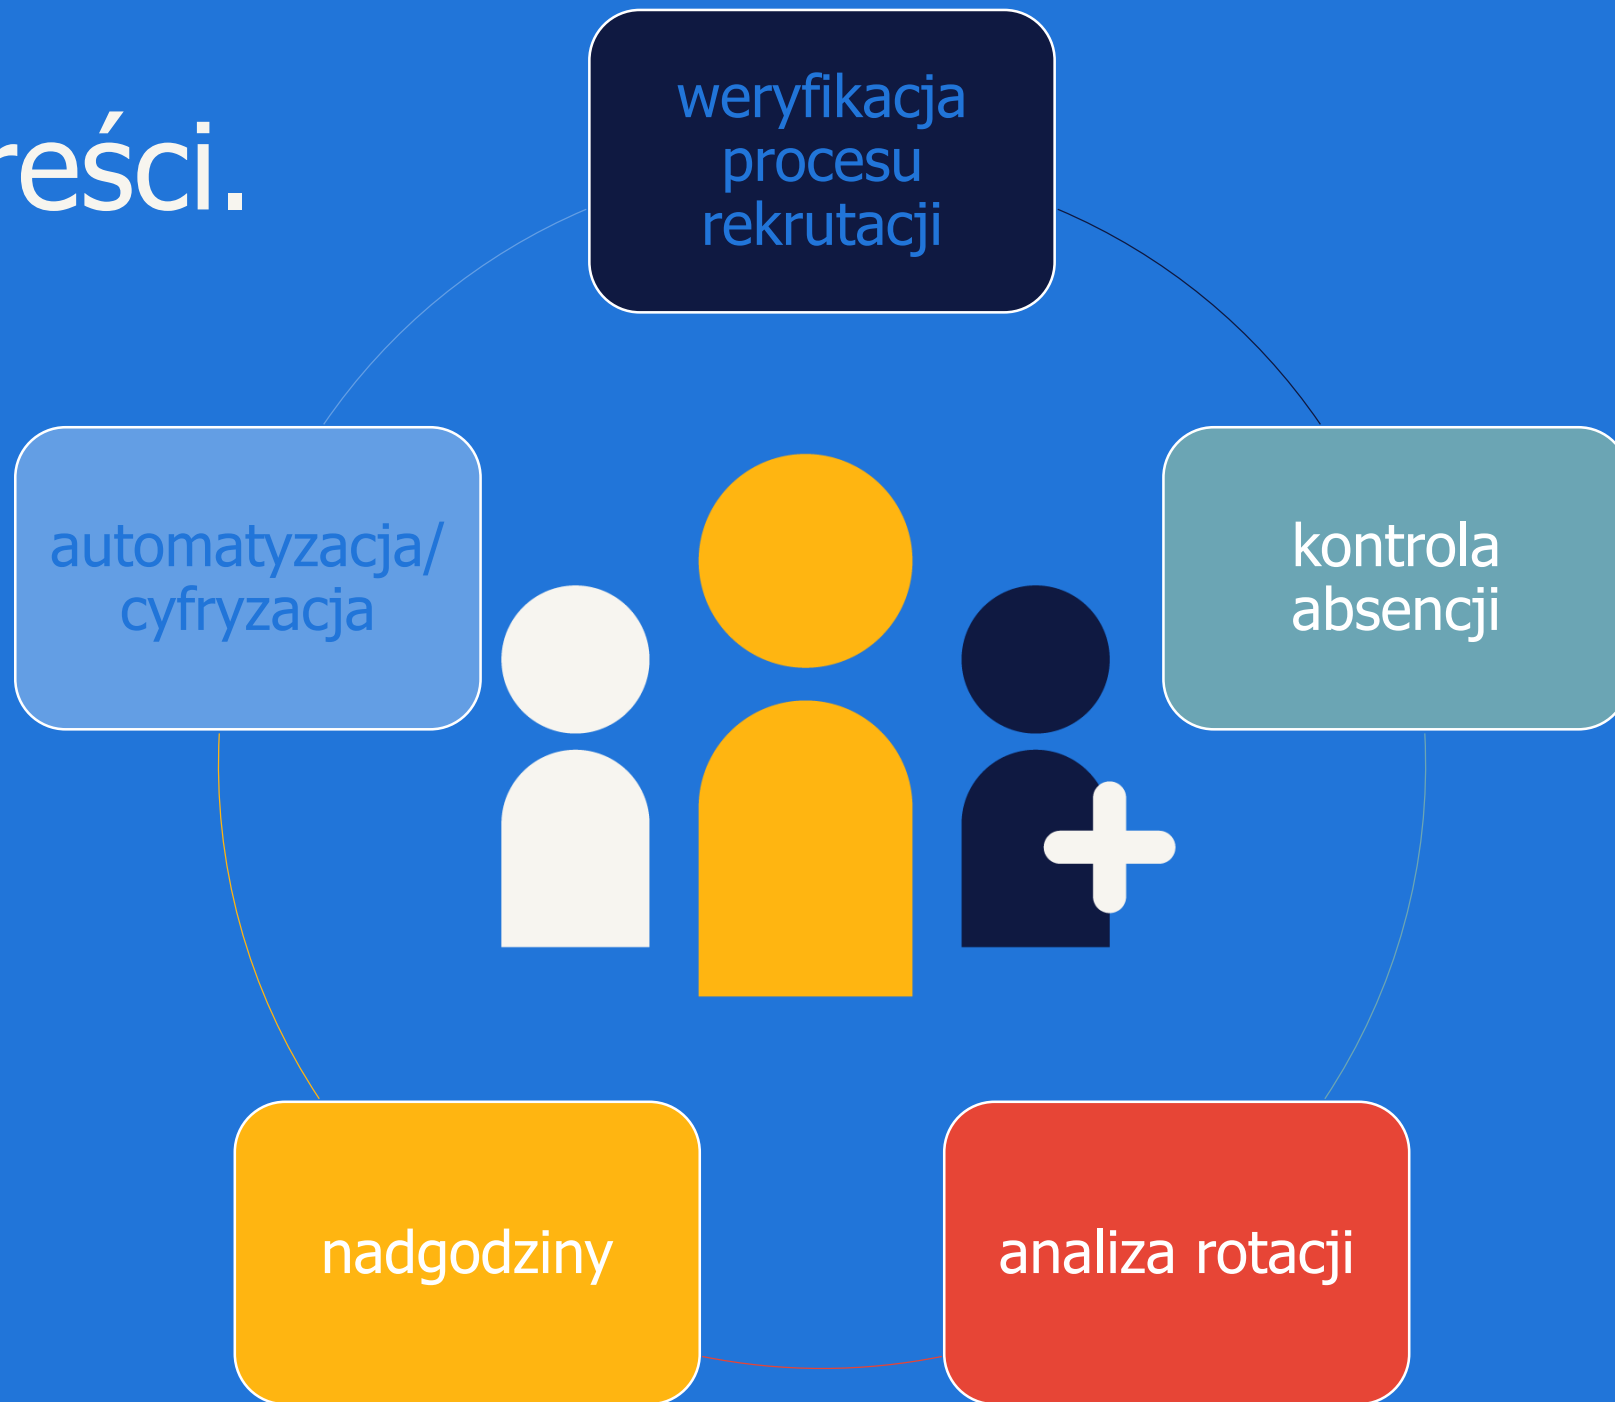 reści.
weryfikacja
procesu
rekrutacji
automatyzacja/
cyfryzacja
kontrola
absencji
nadgodziny
analiza rotacji